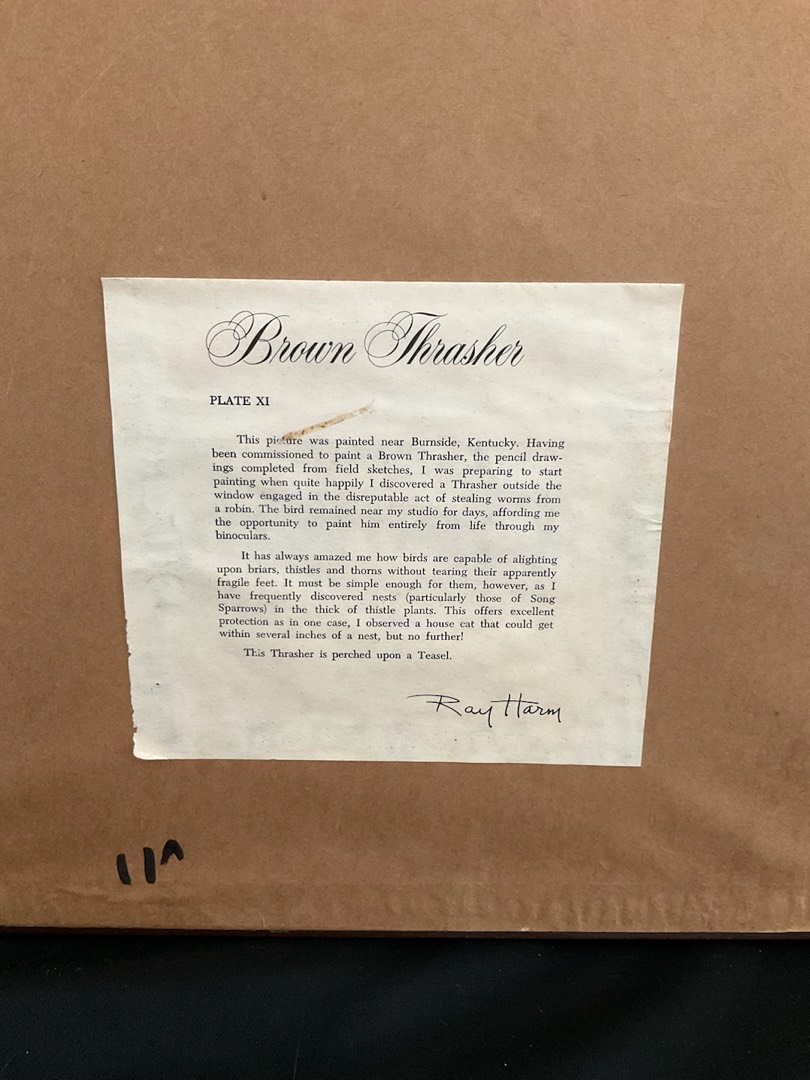 Brown Thrasher
PLATE XI
This picture was painted near Burnside, Kentucky. Having
been commissioned to paint a Brown Thrasher, the pencil draw-
ings completed from field sketches, I was preparing to start
painting when quite happily I discovered a Thrasher outside the
window engaged in the disreputable act of stealing worms from
a robin. The bird remained near my studio for days, affording me
the opportunity to paint him entirely from life through my
binoculars.
It has always amazed me how birds are capable of alighting
upon briars, thistles and thorns without tearing their apparently
fragile feet. It must be simple enough for them, however, as I
have frequently discovered nests (particularly those of Song
Sparrows) in the thick of thistle plants. This offers excellent
protection as in one case, I observed a house cat that could get
within several inches of a nest, but no further!
This Thrasher is perched upon a Teasel.
Ray Harm
11^